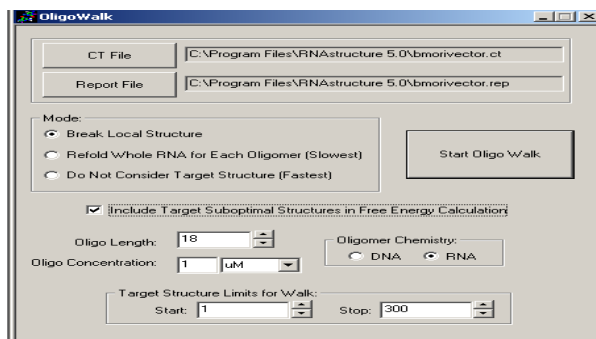 OligoWalk
CT File
C:\Program Files\RNAstructure 5.0\bmorivector.ct
Report File
C:\Program Files\RNAstructure 5.0\bmorivector.rep
Mode:
Break Local Structure
Refold Whole RNA for Each Oligomer (Slowest)
Do Not Consider Target Structure (Fastest)
Start Oligo Walk
Include Target Suboptimal Structures in Free Energy Calculation
Oligo Length: 18
Oligomer Chemistry:
DNA RNA
Oligo Concentration: 1 uM
Target Structure Limits for Walk:
Start: 1 Stop: 300